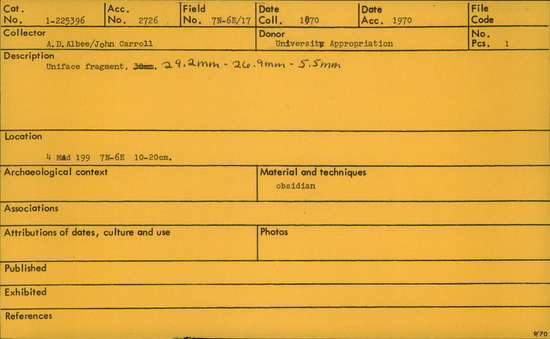 Cat. No. 1-225396 Acc. No. 2726 Field No. 7N-6E/17 Date Coll. 1970 Date Acc. 1970 File Code
Collector A.D.Albee/John Carroll Donor University Appropriation No. Pcs. 1
Description
Uniface fragment. 30mm. 29.2mm - 26.9mm - 5.5mm
Location
4 Mad 199 7N-6E 10-20cm.
Archaeological context Material and techniques
obsidian
Associations
Attributions of dates, culture and use Photos
Published
Exhibited
References
9/70